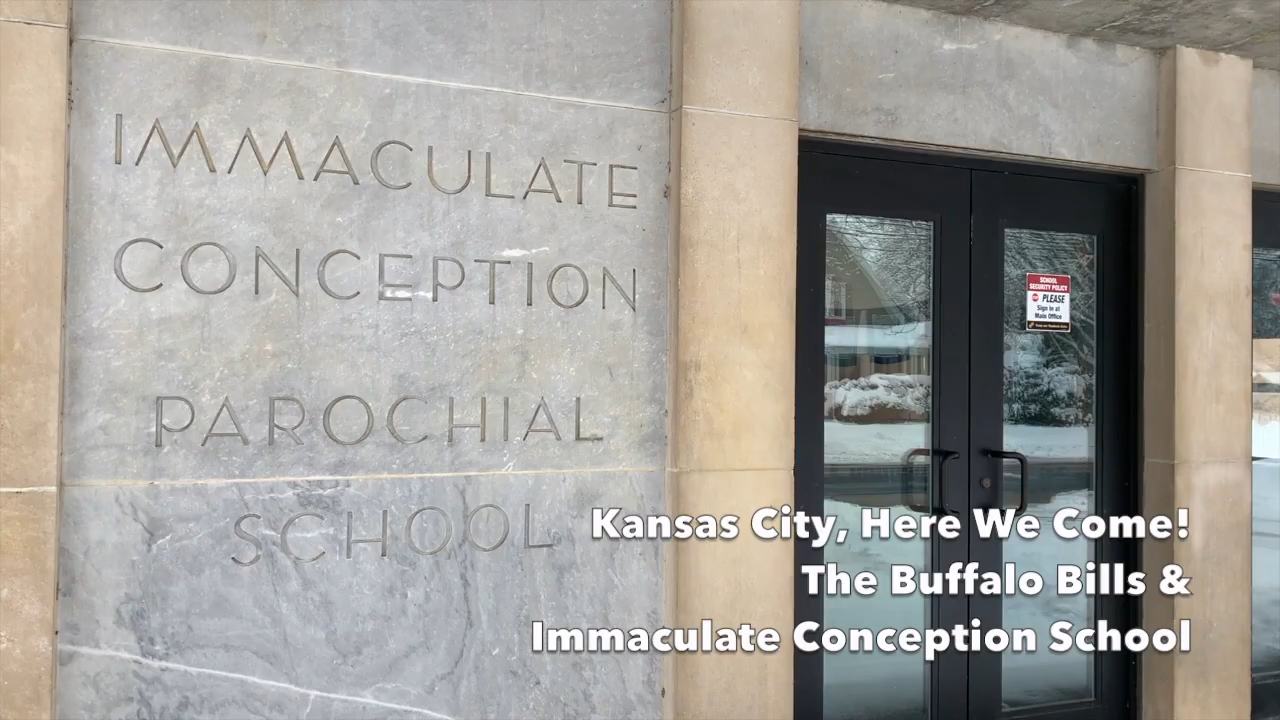 IMMACULATE
CONCEPTION
PAROCHIAL
SCHOOL
SCHOOL
SECURITY POLICY
PLEASE
Sign in at
Main Office
Kansas City, Here We Come!
The Buffalo Bills &
Immaculate Conception School